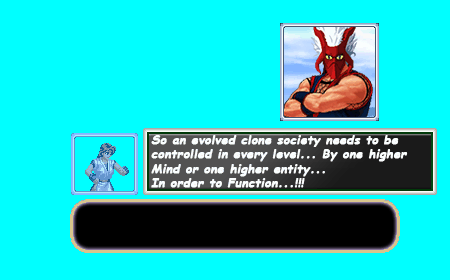 So an evolved clone society needs to be
controlled in every level... By one higher
Mind or one higher entity...
In order to Function...!!!